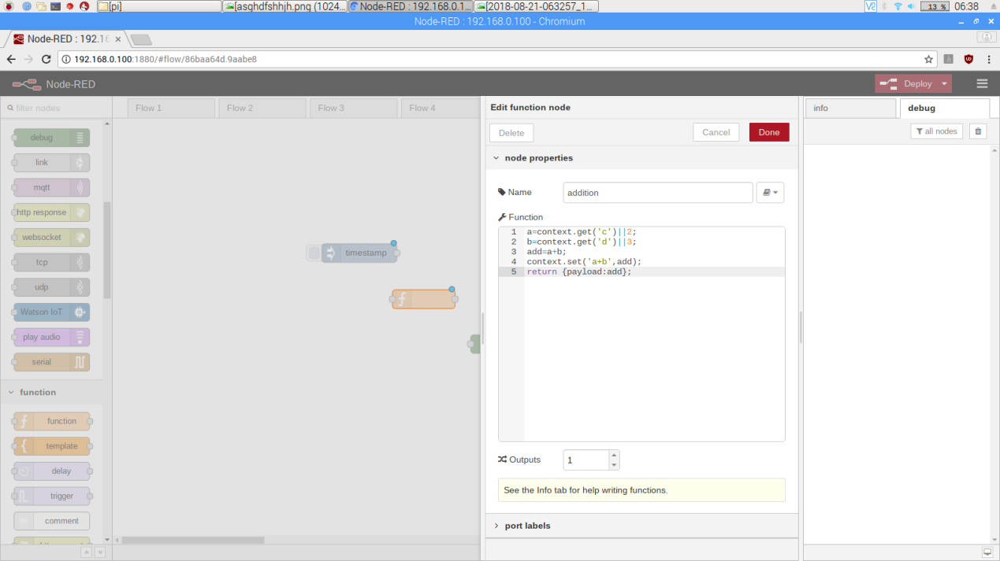 [pi]
[asghdfshhjh.png (1024...
Node-RED : 192.168.0.1...
[2018-08-21-063257_1...
13 %
06:38
Node-RED : 192.168.0.100 - Chromium
Node-RED : 192.16
192.168.0.100:1880/#flow/86baa64d.9aabe8
Node-RED
Deploy
filter nodes
debug
link
mqtt
http response
websocket
tcp
udp
Watson IoT
play audio
serial
function
function
template
delay
trigger
comment
Flow 1
Flow 2
Flow 3
Flow 4
timestamp
Edit function node
Delete
Cancel
Done
node properties
Name
addition
Function
1 a=context.get('c')||2;
2 b=context.get('d')||3;
3 add=a+b;
4 context.set('a+b',add);
5 return {payload:add};
Outputs
1
See the Info tab for help writing functions.
port labels
info
debug
all nodes